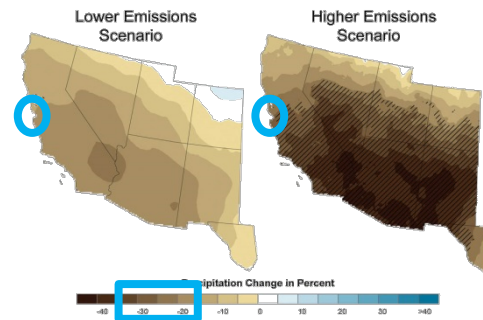 Lower Emissions
Scenario
Higher Emissions
Scenario
Precipitation Change in Percent
-40 -30 -20 -10 0 10 20 30 >40